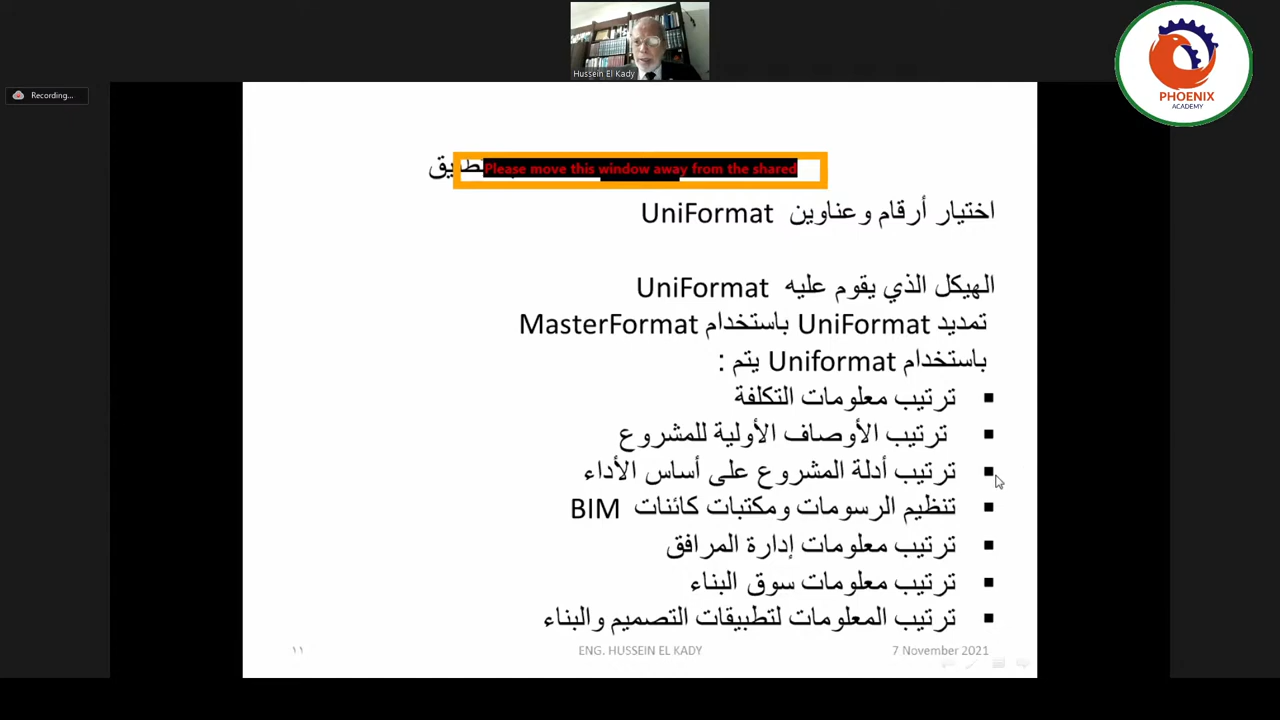 Hussein El Kady
PHOENIX
ACADEMY
Recording...
Please move this window away from the shared
اختيار أرقام وعناوين UniFormat
الهيكل الذي يقوم عليه UniFormat
تمديد UniFormat باستخدام MasterFormat
باستخدام Uniformat يتم :
▪ ترتيب معلومات التكلفة
▪ ترتيب الأوصاف الأولية للمشروع
▪ ترتيب أدلة المشروع على أساس الأداء
▪ تنظيم الرسومات ومكتبات كائنات BIM
▪ ترتيب معلومات إدارة المرافق
▪ ترتيب معلومات سوق البناء
▪ ترتيب المعلومات لتطبيقات التصميم والبناء
١١ ENG. HUSSEIN EL KADY 7 November 2021